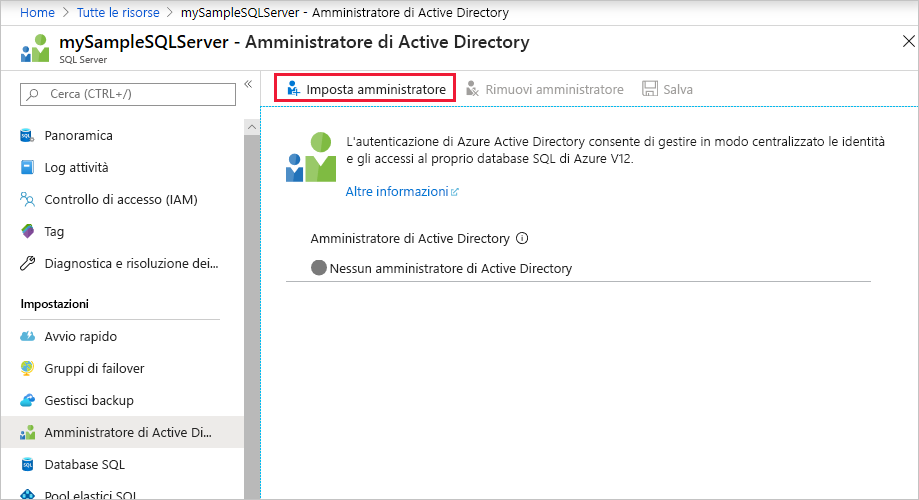 Home > Tutte le risorse > mySampleSQLServer - Amministratore di Active Directory
mySampleSQLServer - Amministratore di Active Directory
SQL Server
Cerca (CTRL+/)
Panoramica
Log attività
Controllo di accesso (IAM)
Tag
Diagnostica e risoluzione dei...
Impostazioni
Avvio rapido
Gruppi di failover
Gestisci backup
Amministratore di Active Di...
Database SQL
Pool elastici SQL
Imposta amministratore
Rimuovi amministratore
Salva
L'autenticazione di Azure Active Directory consente di gestire in modo centralizzato le identità
e gli accessi al proprio database SQL di Azure V12.
Altre informazioni
Amministratore di Active Directory
Nessun amministratore di Active Directory